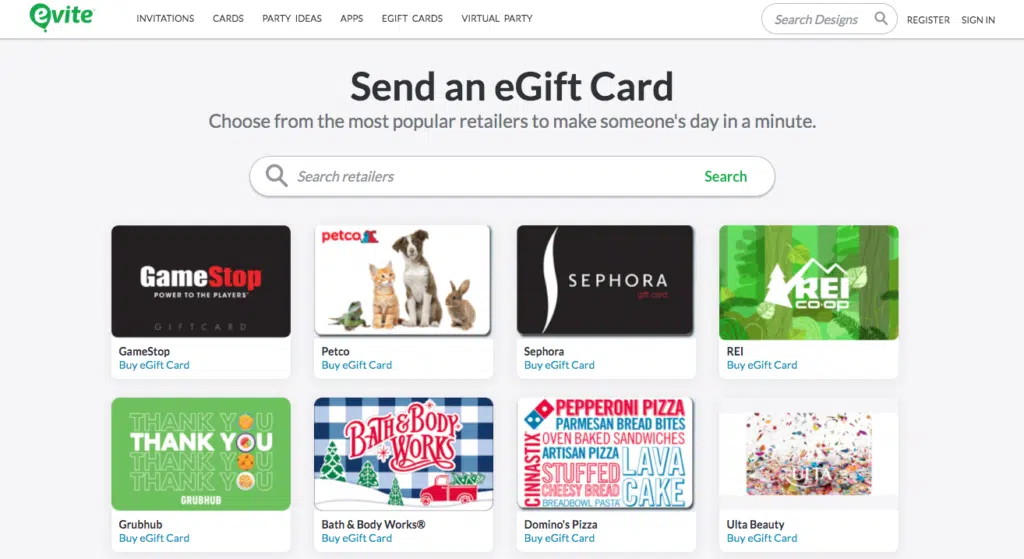 evite
INVITATIONS CARDS PARTY IDEAS APPS EGIFT CARDS VIRTUAL PARTY
Search Designs
REGISTER SIGN IN
Send an eGift Card
Choose from the most popular retailers to make someone's day in a minute.
Search retailers Search
GameStop
POWER TO THE PLAYERS
GIFTCARD
GameStop
Buy eGift Card
petco
Petco
Buy eGift Card
SEPHORA
gift card
Sephora
Buy eGift Card
REI
co-op
REI
Buy eGift Card
THANK YOU
THANK YOU
THANK YOU
THANK YOU
GRUBHUB
Grubhub
Buy eGift Card
BATH & BODY
WORKS
Bath & Body Works®
Buy eGift Card
PEPPERONI PIZZA
PARMESAN BREAD BITES
OVEN BAKED SANDWICHES
ARTISAN PIZZA
CINNASTIX
STUFFED
CHEESY BREAD
BREADBOWL PASTA
LAVA
CAKE
Domino's Pizza
Buy eGift Card
ULTA
Ulta Beauty
Buy eGift Card